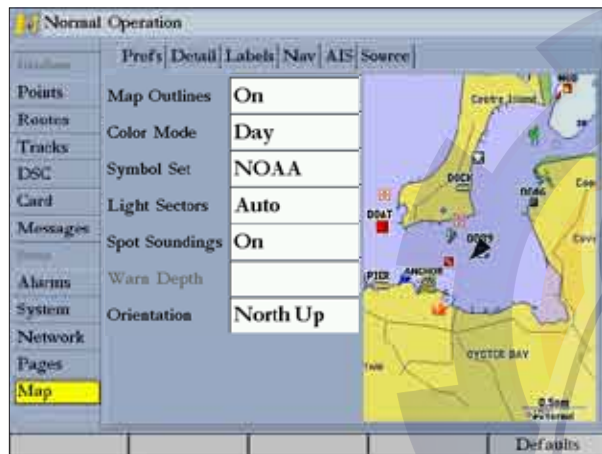 Normal Operation
Prefs Detail Labels Nav AIS Source
Points
Routes
Tracks
DSC
Card
Messages
Alarms
System
Network
Pages
Map
Map Outlines On
Color Mode Day
Symbol Set NOAA
Light Sectors Auto
Spot Soundings On
Warn Depth
Orientation North Up
Centre Island
DOCK
BOAT
PIER
ANCHOR
OYSTER BAY
Defaults